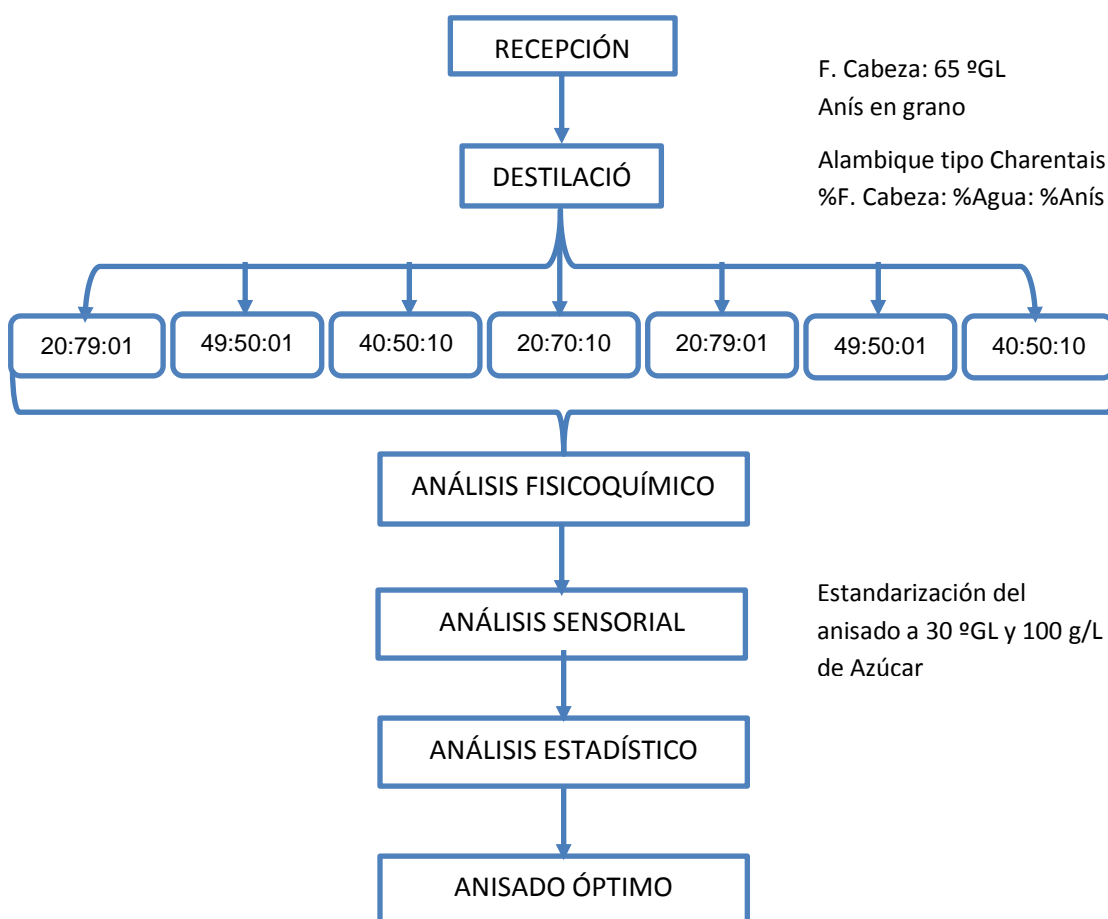 RECEPCIÓN
F. Cabeza: 65 ºGL
Anís en grano
DESTILACIÓ
Alambique tipo Charentais
%F. Cabeza: %Agua: %Anís
20:79:01
49:50:01
40:50:10
20:70:10
20:79:01
49:50:01
40:50:10
ANÁLISIS FISICOQUÍMICO
ANÁLISIS SENSORIAL
Estandarización del
anisado a 30 ºGL y 100 g/L
de Azúcar
ANÁLISIS ESTADÍSTICO
ANISADO ÓPTIMO